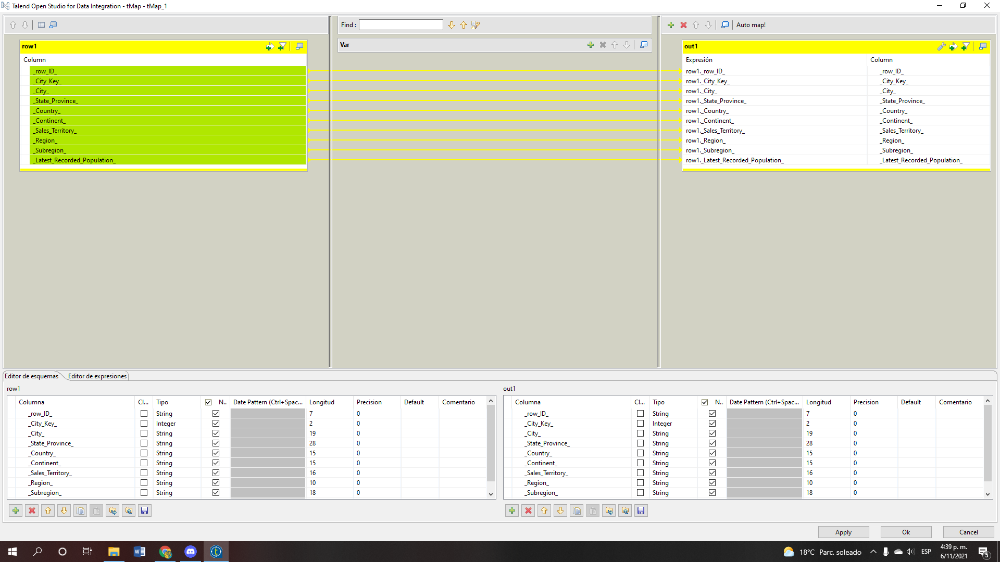 Talend Open Studio for Data Integration - tMap - tMap_1
Find :
Auto map!
row1
Column
_row_ID_
_City_Key_
_City_
_State_Province_
_Country_
_Continent_
_Sales_Territory_
_Region_
_Subregion_
_Latest_Recorded_Population_
Var
out1
Expresión Column
row1._row_ID_ _row_ID_
row1._City_Key_ _City_Key_
row1._City_ _City_
row1._State_Province_ _State_Province_
row1._Country_ _Country_
row1._Continent_ _Continent_
row1._Sales_Territory_ _Sales_Territory_
row1._Region_ _Region_
row1._Subregion_ _Subregion_
row1._Latest_Recorded_Population_ _Latest_Recorded_Population_
Editor de esquemas Editor de expresiones
row1
Columna Cl... Tipo N.. Date Pattern (Ctrl+Spac... Longitud Precision Default Comentario
_row_ID_ String 7 0
_City_Key_ Integer 2 0
_City_ String 19 0
_State_Province_ String 28 0
_Country_ String 15 0
_Continent_ String 15 0
_Sales_Territory_ String 16 0
_Region_ String 10 0
_Subregion_ String 18 0
out1
Columna Cl... Tipo N.. Date Pattern (Ctrl+Spac... Longitud Precision Default Comentario
_row_ID_ String 7 0
_City_Key_ Integer 2 0
_City_ String 19 0
_State_Province_ String 28 0
_Country_ String 15 0
_Continent_ String 15 0
_Sales_Territory_ String 16 0
_Region_ String 10 0
_Subregion_ String 18 0
Apply Ok Cancel
18°C Parc. soleado ESP 4:39 p. m.
6/11/2021
5